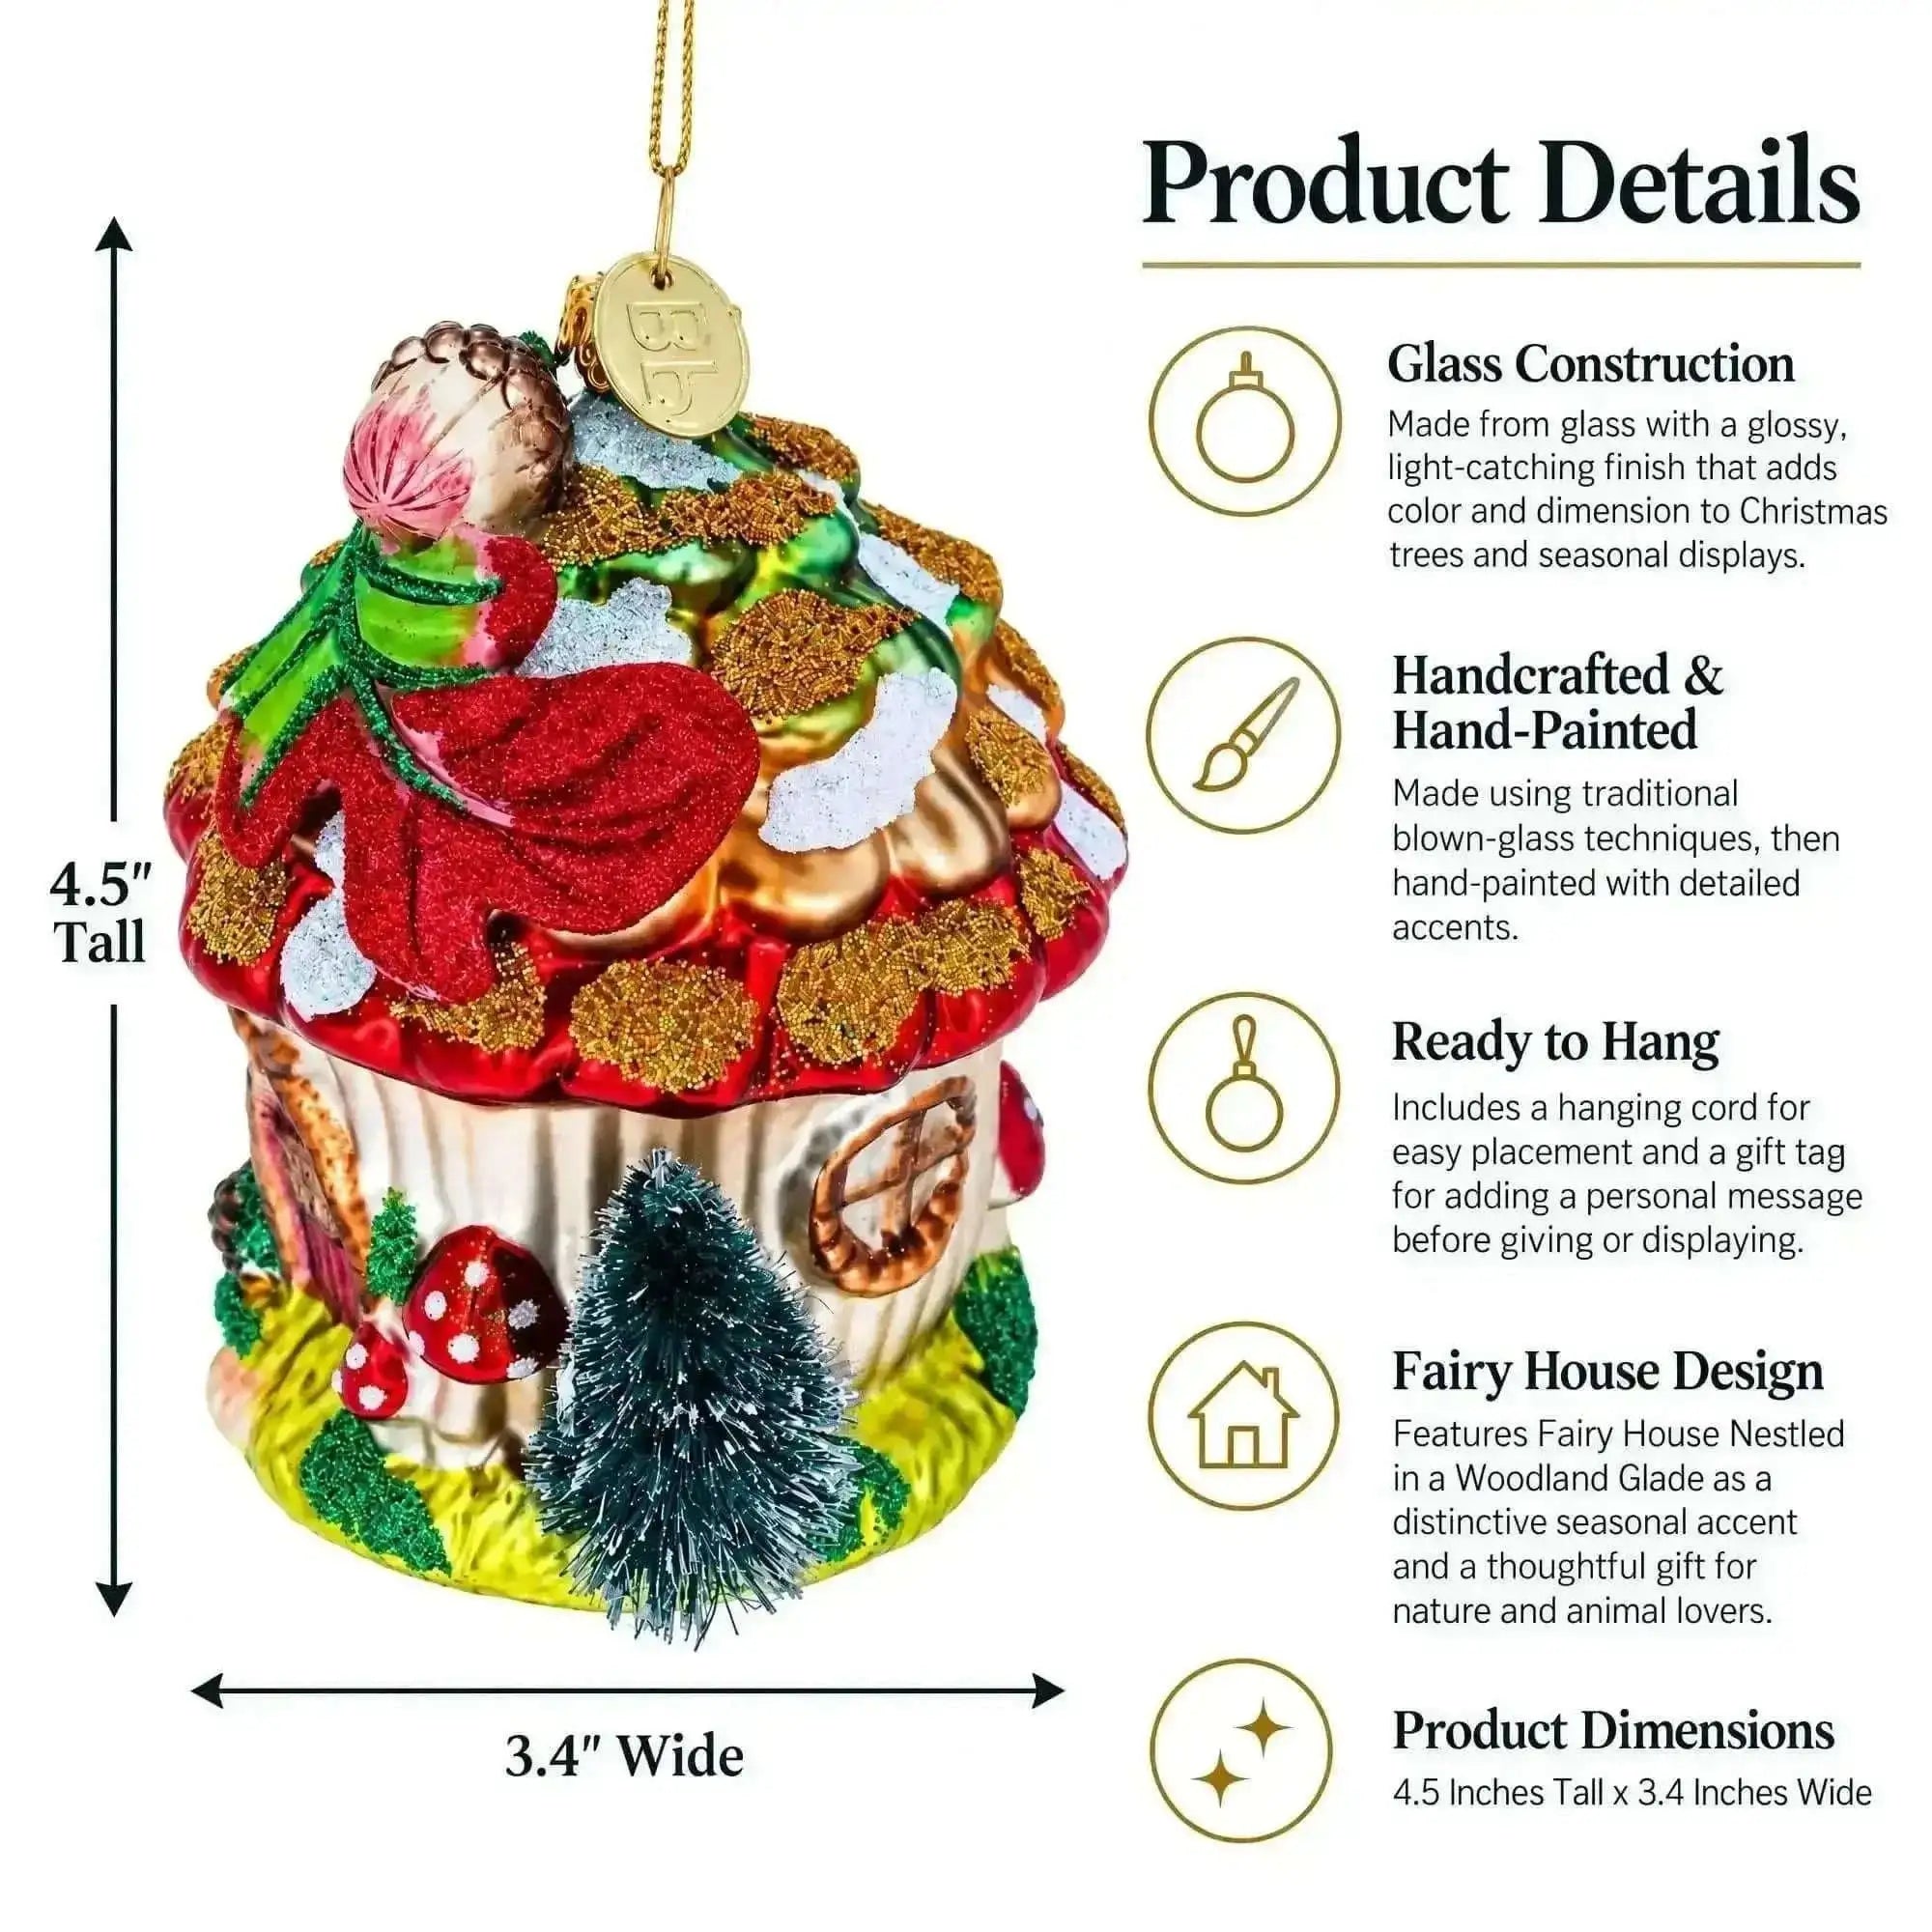 Bb
Product Details
Glass Construction
Made from glass with a glossy,
light-catching finish that adds
color and dimension to Christmas
trees and seasonal displays.
Handcrafted &
Hand-Painted
Made using traditional
blown-glass techniques, then
hand-painted with detailed
accents.
Ready to Hang
Includes a hanging cord for
easy placement and a gift tag
for adding a personal message
before giving or displaying.
Fairy House Design
Features Fairy House Nestled
in a Woodland Glade as a
distinctive seasonal accent
and a thoughtful gift for
nature and animal lovers.
Product Dimensions
4.5 Inches Tall x 3.4 Inches Wide
4.5"
Tall
3.4" Wide